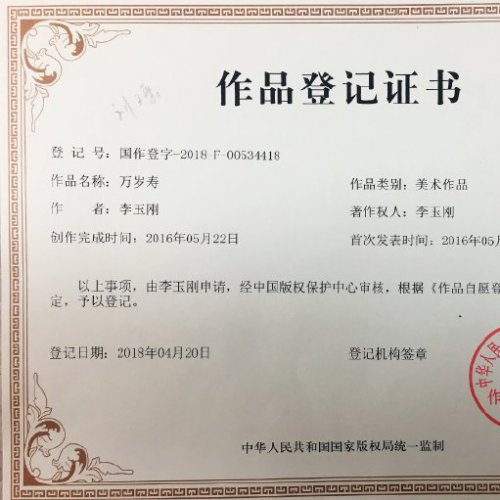 作品登记证书
登 记 号：国作登字-2018-F-00534418
作品名称：万岁寿
作品类别：美术作品
作 者：李玉刚
著作权人：李玉刚
创作完成时间：2016年05月22日
首次发表时间：2016年05月
以上事项，由李玉刚申请，经中国版权保护中心审核，根据《作品自愿
定，予以登记。
登记日期：2018年04月20日
登记机构签章
中华人民
作
中华人民共和国国家版权局统一监制